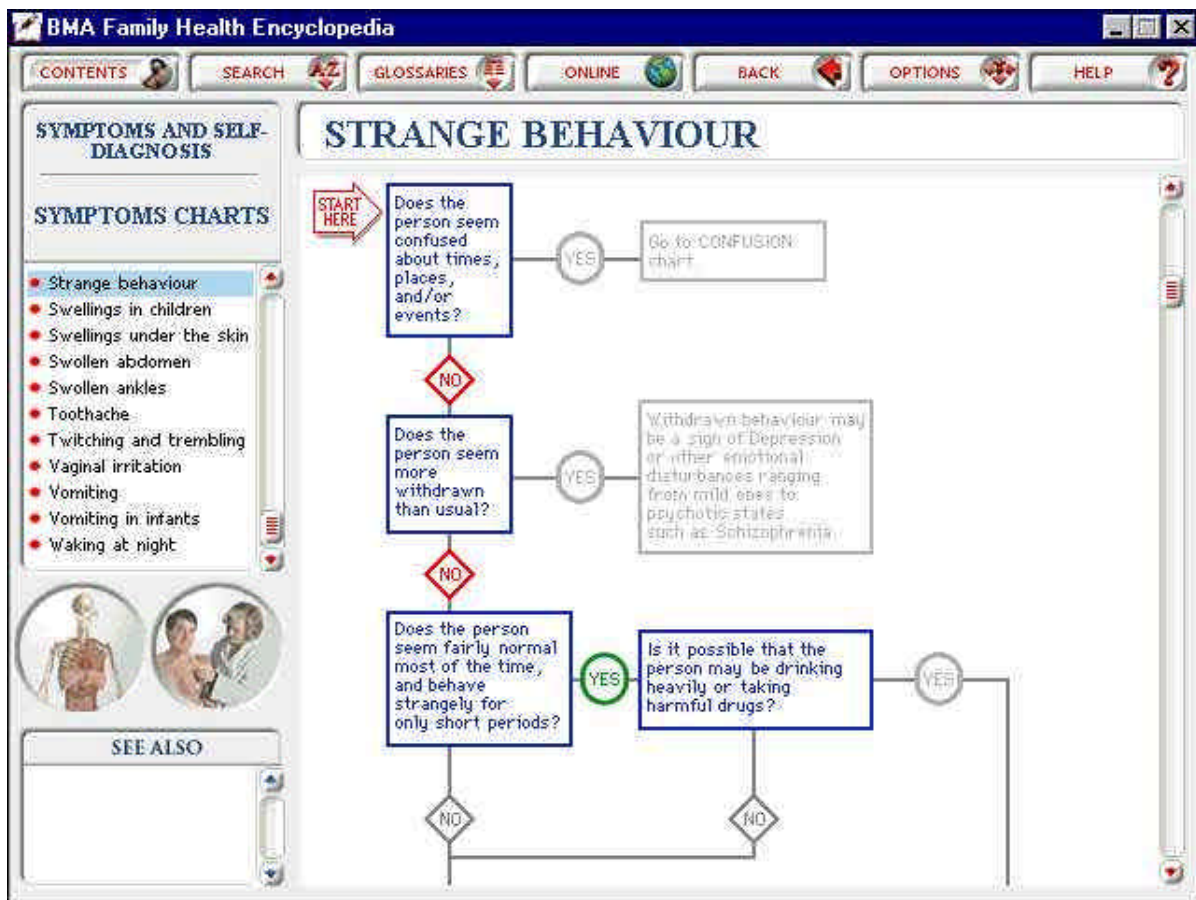 BMA Family Health Encyclopedia
CONTENTS
SEARCH
A-Z
GLOSSARIES
ONLINE
BACK
OPTIONS
HELP
SYMPTOMS AND SELF-
DIAGNOSIS
SYMPTOMS CHARTS
Strange behaviour
Swellings in children
Swellings under the skin
Swollen abdomen
Swollen ankles
Toothache
Twitching and trembling
Vaginal irritation
Vomiting
Vomiting in infants
Waking at night
SEE ALSO
STRANGE BEHAVIOUR
START
HERE
Does the
person seem
confused
about times,
places,
and/or
events?
YES
Go to CONFUSION
chart
NO
Does the
person seem
more
withdrawn
than usual?
YES
Withdrawn behaviour may
be a sign of Depression
or other emotional
disturbances ranging
from mild ones to
psychotic states
such as Schizophrenia.
NO
Does the person
seem fairly normal
most of the time,
and behave
strangely for
only short periods?
YES
Is it possible that the
person may be drinking
heavily or taking
harmful drugs?
YES
NO
NO